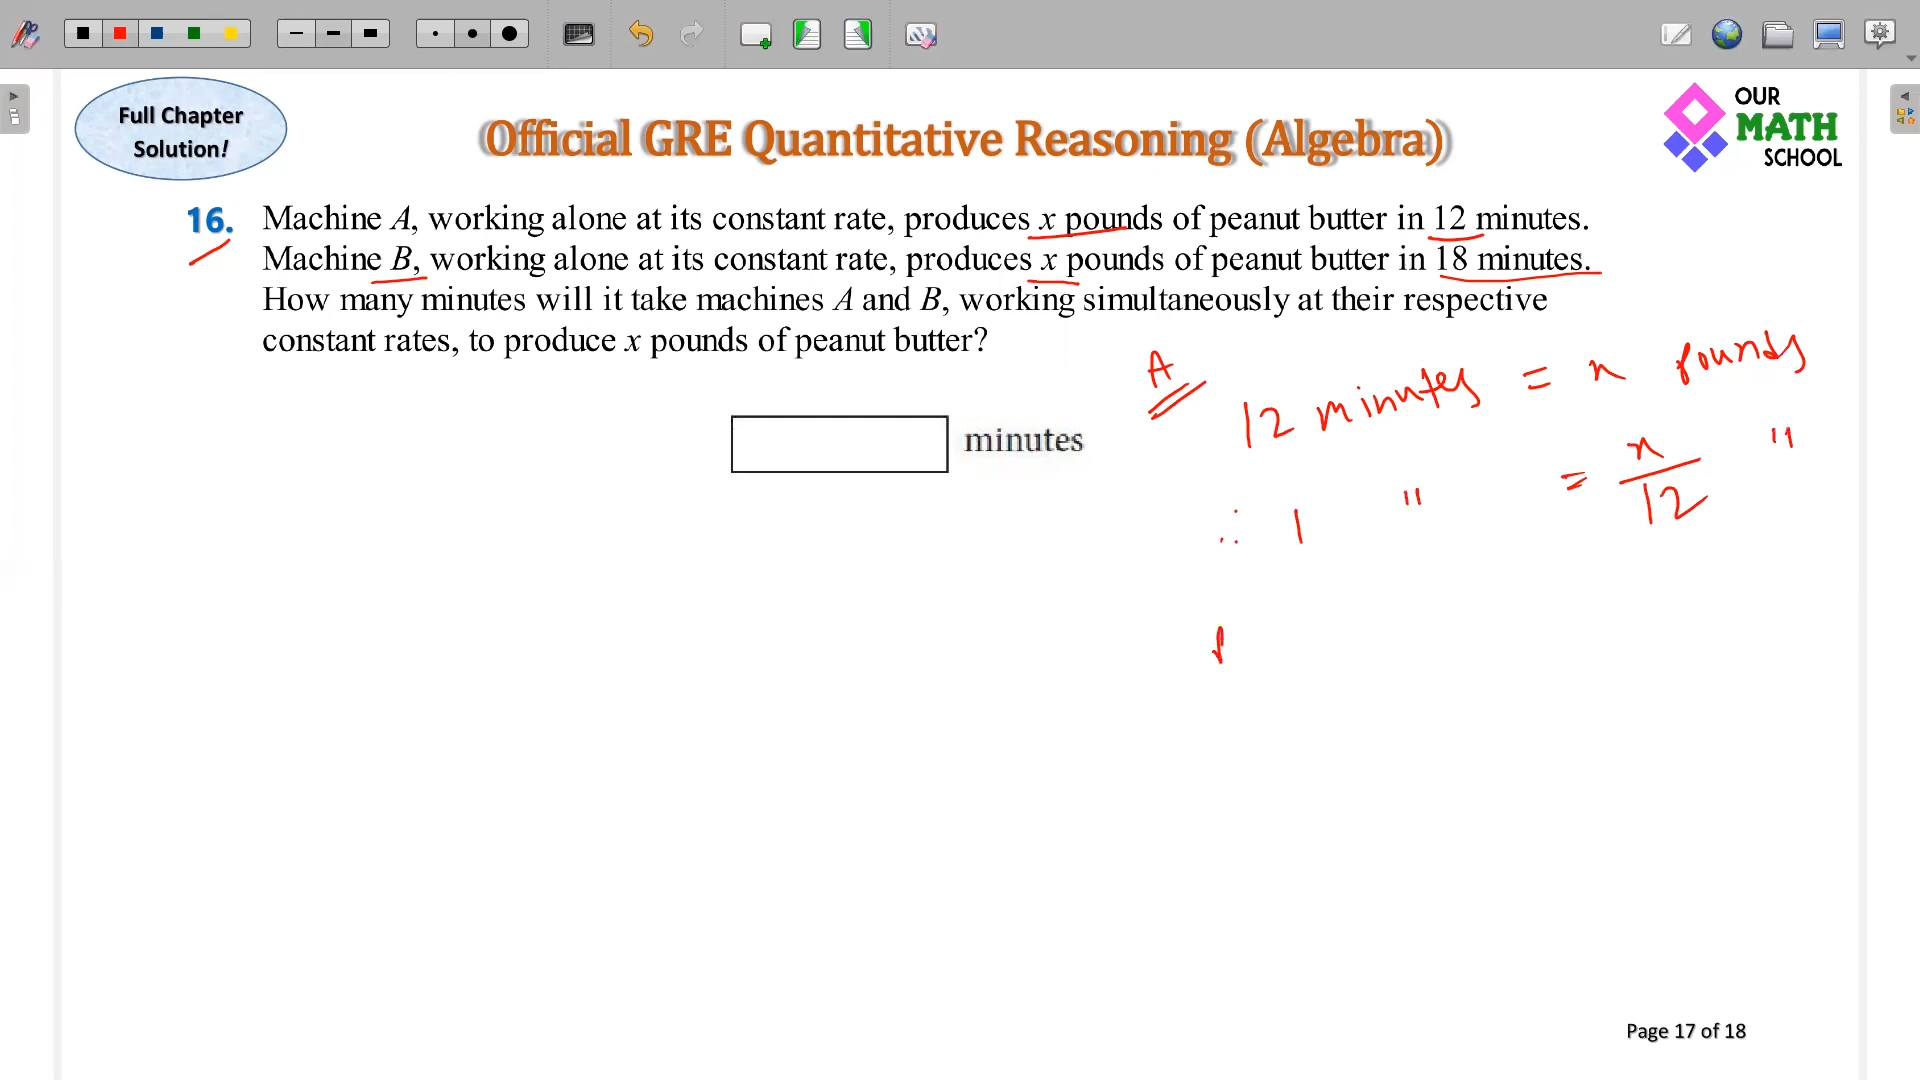 Full Chapter
Solution!
Official GRE Quantitative Reasoning (Algebra)
OUR
MATH
SCHOOL
16. Machine A, working alone at its constant rate, produces x pounds of peanut butter in 12 minutes.
Machine B, working alone at its constant rate, produces x pounds of peanut butter in 18 minutes.
How many minutes will it take machines A and B, working simultaneously at their respective
constant rates, to produce x pounds of peanut butter?
minutes
A
12 minutes = x pounds
∴ 1 " = x/12 "
Page 17 of 18